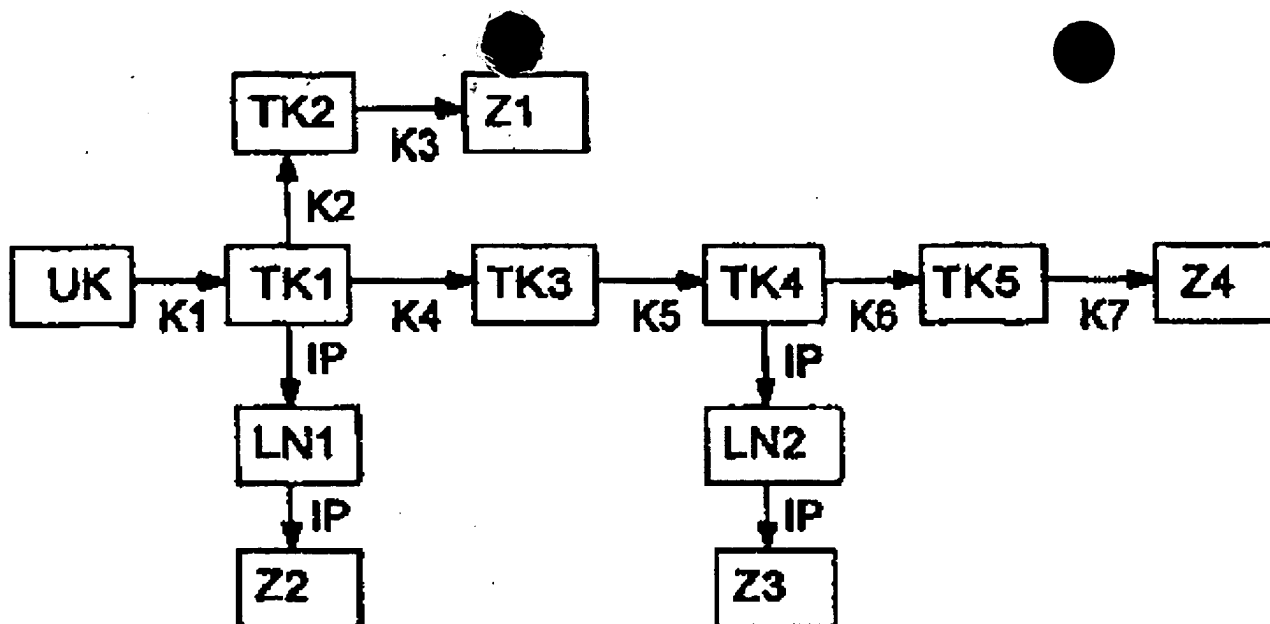 TK2 Z1
K3
K2
UK TK1 TK3 TK4 TK5 Z4
K1 K4 K5 K6 K7
IP IP
LN1 LN2
IP IP
Z2 Z3